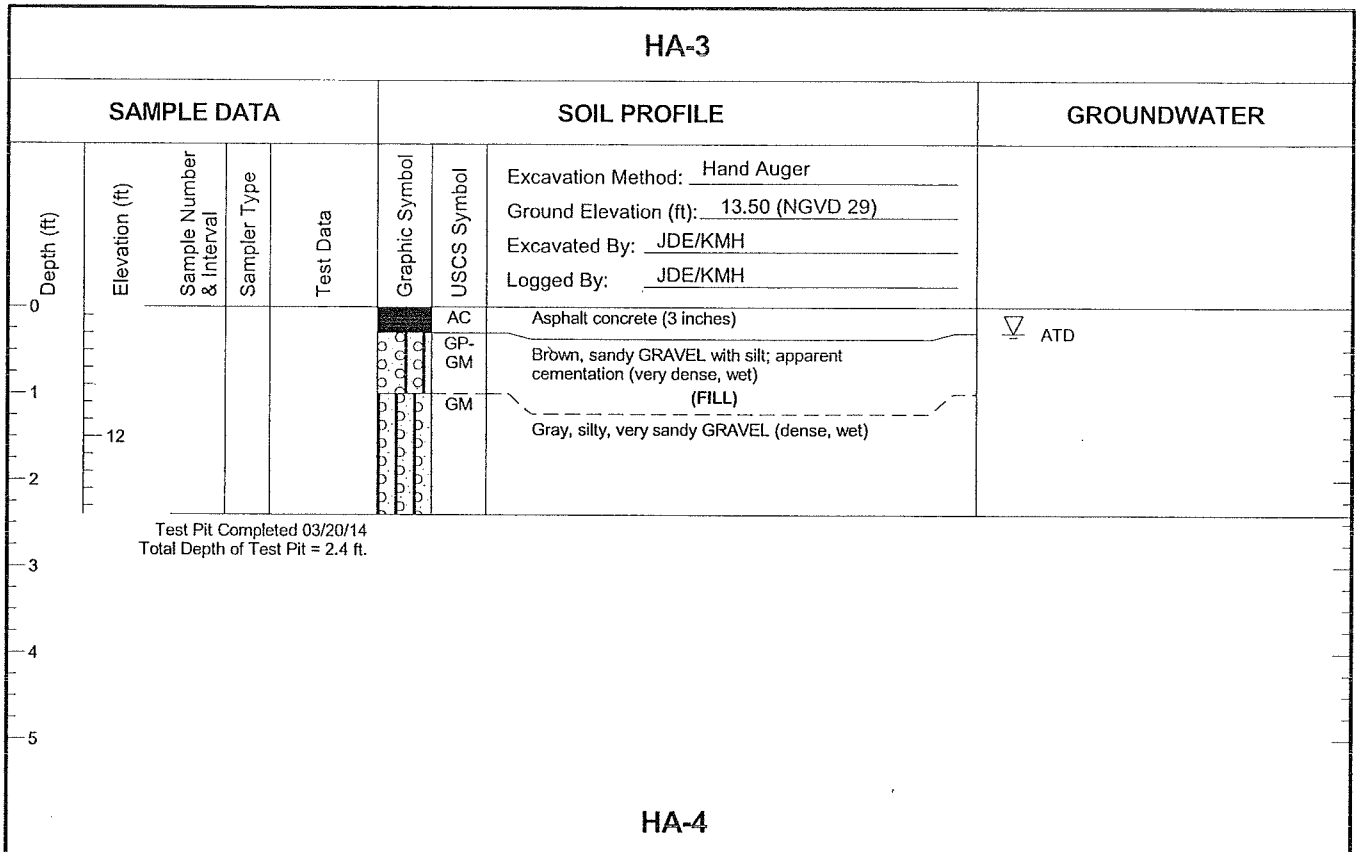 HA-3
SAMPLE DATA
SOIL PROFILE
GROUNDWATER
Depth (ft)
Elevation (ft)
Sample Number
& Interval
Sampler Type
Test Data
Graphic Symbol
USCS Symbol
Excavation Method: Hand Auger
Ground Elevation (ft): 13.50 (NGVD 29)
Excavated By: JDE/KMH
Logged By: JDE/KMH
0
AC
Asphalt concrete (3 inches)
ATD
GP-
GM
Brown, sandy GRAVEL with silt; apparent
cementation (very dense, wet)
(FILL)
1
GM
Gray, silty, very sandy GRAVEL (dense, wet)
12
2
Test Pit Completed 03/20/14
Total Depth of Test Pit = 2.4 ft.
3
4
5
HA-4